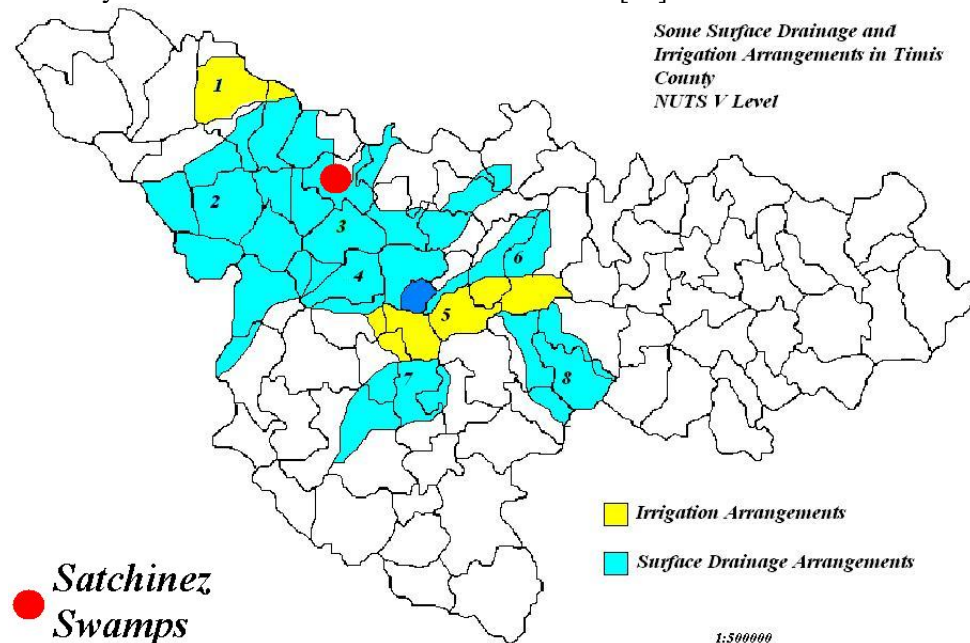 Some Surface Drainage and
Irrigation Arrangements in Timis
County
NUTS V Level
1
2
3
6
4
5
7
8
Irrigation Arrangements
Surface Drainage Arrangements
Satchinez
Swamps
1:500000